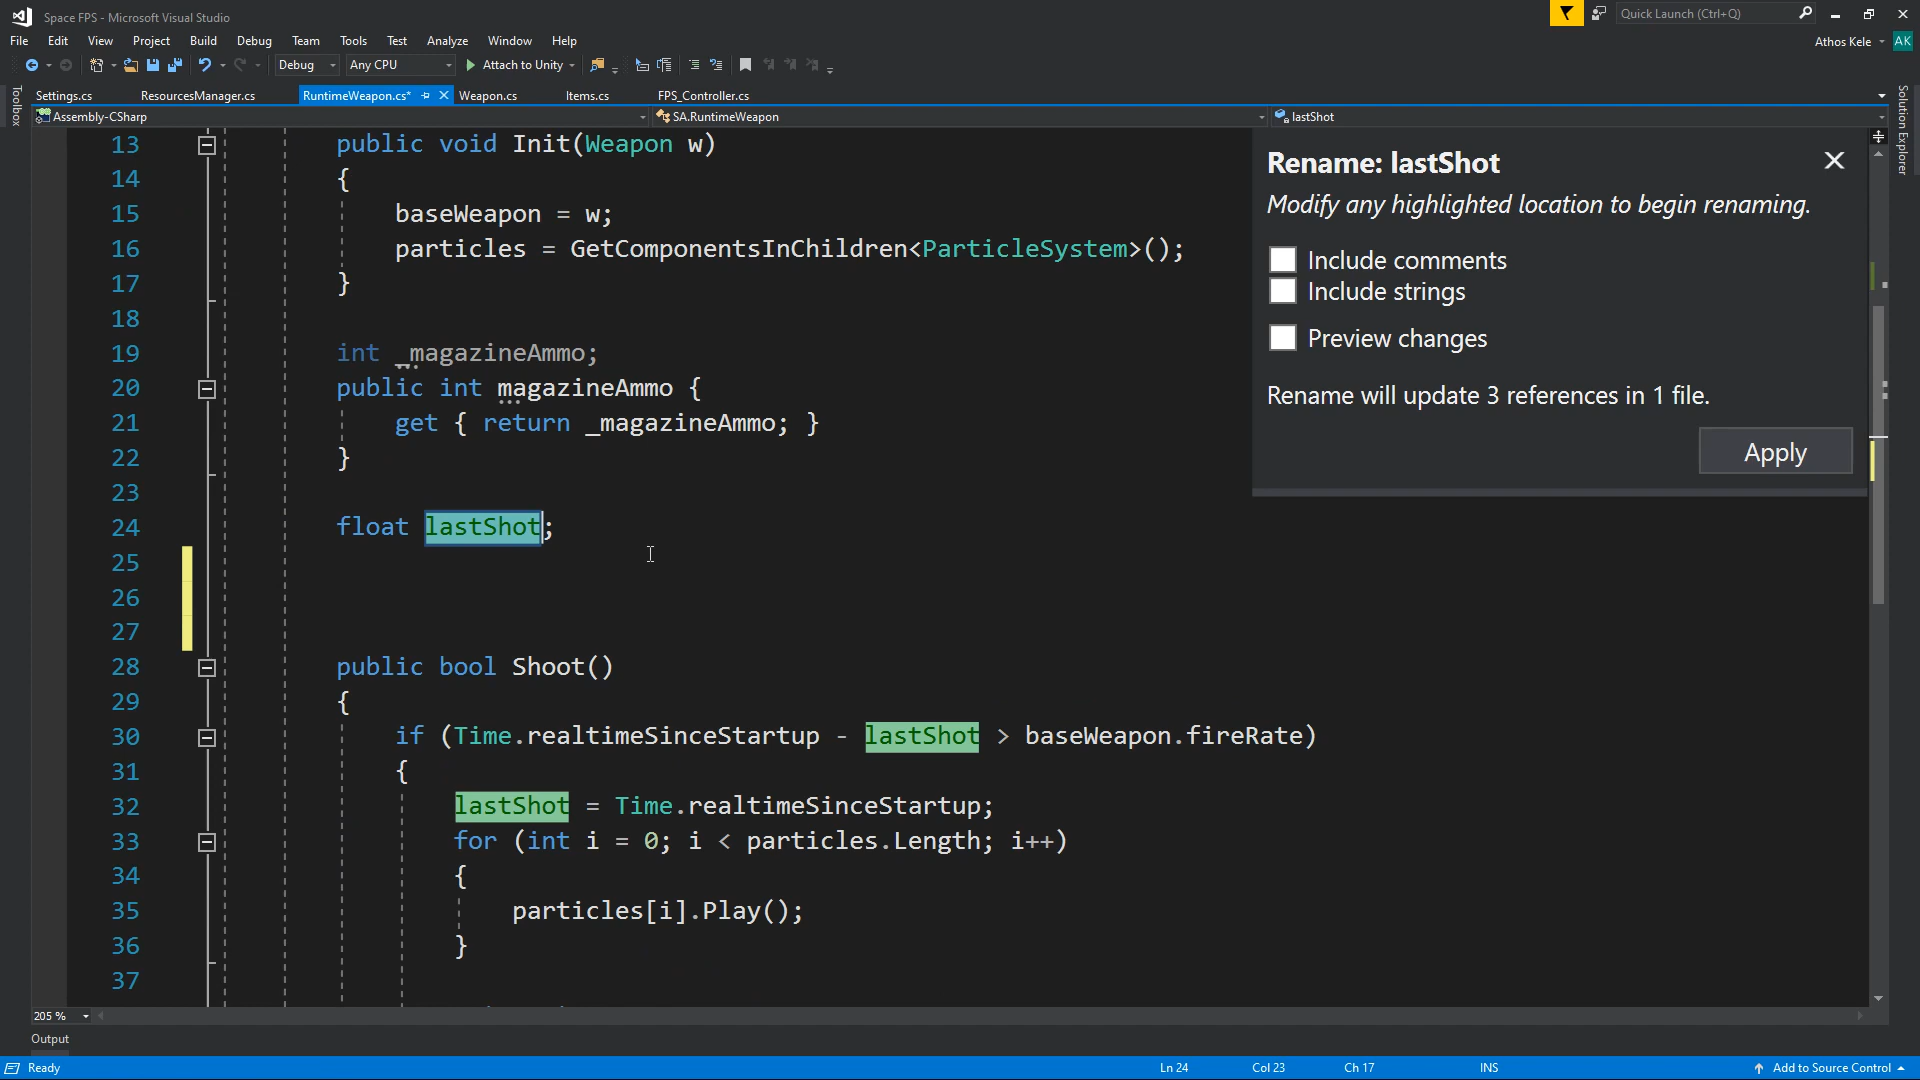 Space FPS - Microsoft Visual Studio
Quick Launch (Ctrl+Q)
File Edit View Project Build Debug Team Tools Test Analyze Window Help
Athos Kele AK
Debug Any CPU Attach to Unity
Toolbox
Settings.cs ResourcesManager.cs RuntimeWeapon.cs* Weapon.cs Items.cs FPS_Controller.cs
Solution Explorer
Assembly-CSharp SA.RuntimeWeapon lastShot
13 public void Init(Weapon w)
14 {
15 baseWeapon = w;
16 particles = GetComponentsInChildren<ParticleSystem>();
17 }
18
19 int _magazineAmmo;
20 public int magazineAmmo {
21 get { return _magazineAmmo; }
22 }
23
24 float lastShot;
25
26
27
28 public bool Shoot()
29 {
30 if (Time.realtimeSinceStartup - lastShot > baseWeapon.fireRate)
31 {
32 lastShot = Time.realtimeSinceStartup;
33 for (int i = 0; i < particles.Length; i++)
34 {
35 particles[i].Play();
36 }
37
Rename: lastShot
Modify any highlighted location to begin renaming.
Include comments
Include strings
Preview changes
Rename will update 3 references in 1 file.
Apply
205 %
Output
Ready Ln 24 Col 23 Ch 17 INS Add to Source Control